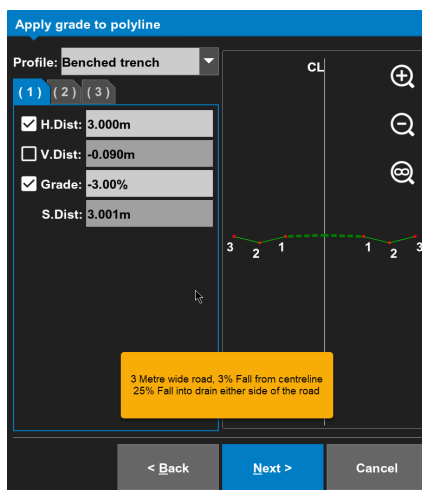 Apply grade to polyline
Profile: Benched trench
( 1 ) ( 2 ) ( 3 )
H.Dist: 3.000m
V.Dist: -0.090m
Grade: -3.00%
S.Dist: 3.001m
CL
3 2 1 1 2 3
3 Metre wide road, 3% Fall from centreline
25% Fall into drain either side of the road
< Back Next > Cancel